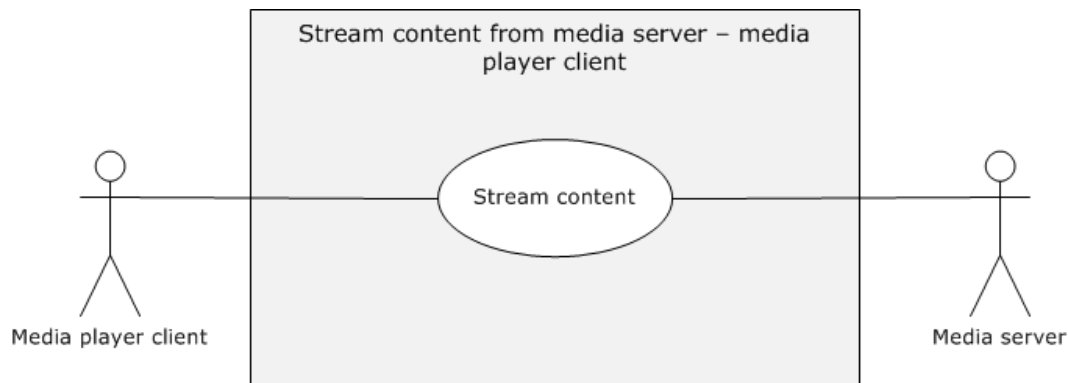 Stream content from media server – media
player client
Stream content
Media player client
Media server